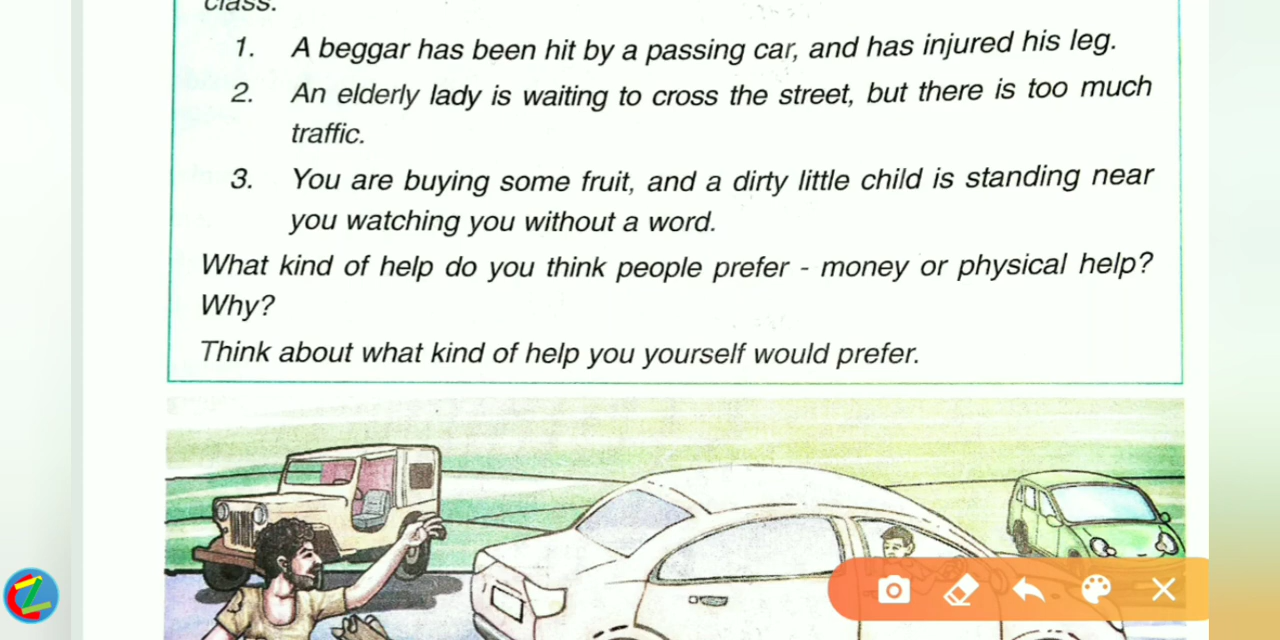 class.
1. A beggar has been hit by a passing car, and has injured his leg.
2. An elderly lady is waiting to cross the street, but there is too much
traffic.
3. You are buying some fruit, and a dirty little child is standing near
you watching you without a word.
What kind of help do you think people prefer - money or physical help?
Why?
Think about what kind of help you yourself would prefer.